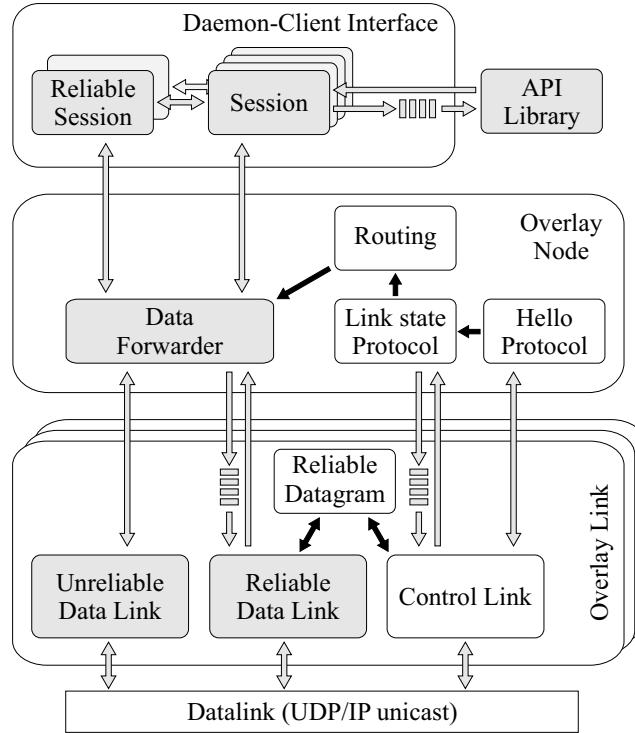 Daemon-Client Interface
Reliable
Session
Session
API
Library
Overlay
Node
Routing
Data
Forwarder
Link state
Protocol
Hello
Protocol
Reliable
Datagram
Overlay Link
Unreliable
Data Link
Reliable
Data Link
Control Link
Datalink (UDP/IP unicast)